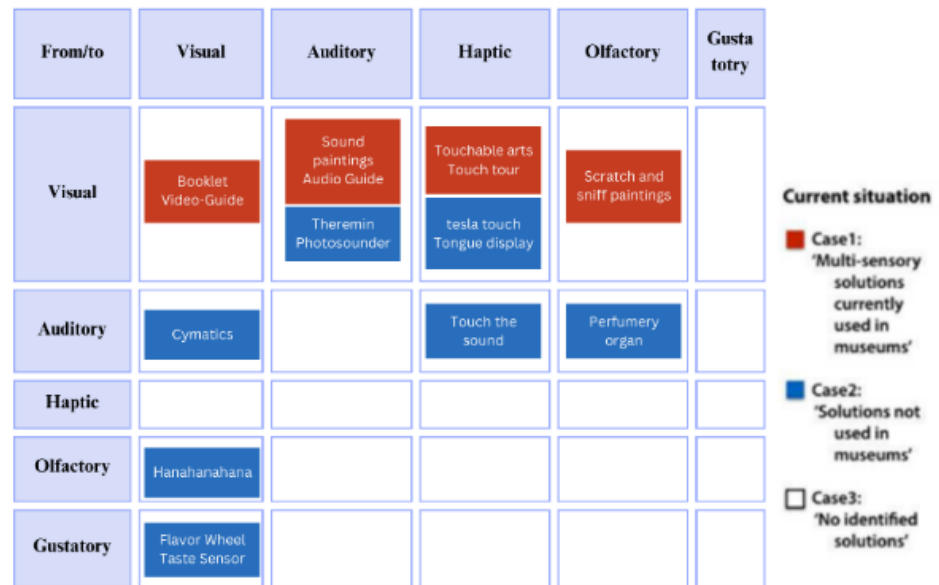 From/to
Visual
Auditory
Haptic
Olfactory
Gusta
totry
Visual
Booklet
Video-Guide
Sound
paintings
Audio Guide
Theremin
Photosounder
Touchable arts
Touch tour
tesla touch
Tongue display
Scratch and
sniff paintings
Auditory
Cymatics
Touch the
sound
Perfumery
organ
Haptic
Olfactory
Hanahanahana
Gustatory
Flavor Wheel
Taste Sensor
Current situation
Case1:
'Multi-sensory
solutions
currently
used in
museums'
Case2:
'Solutions not
used in
museums'
Case3:
'No identified
solutions'